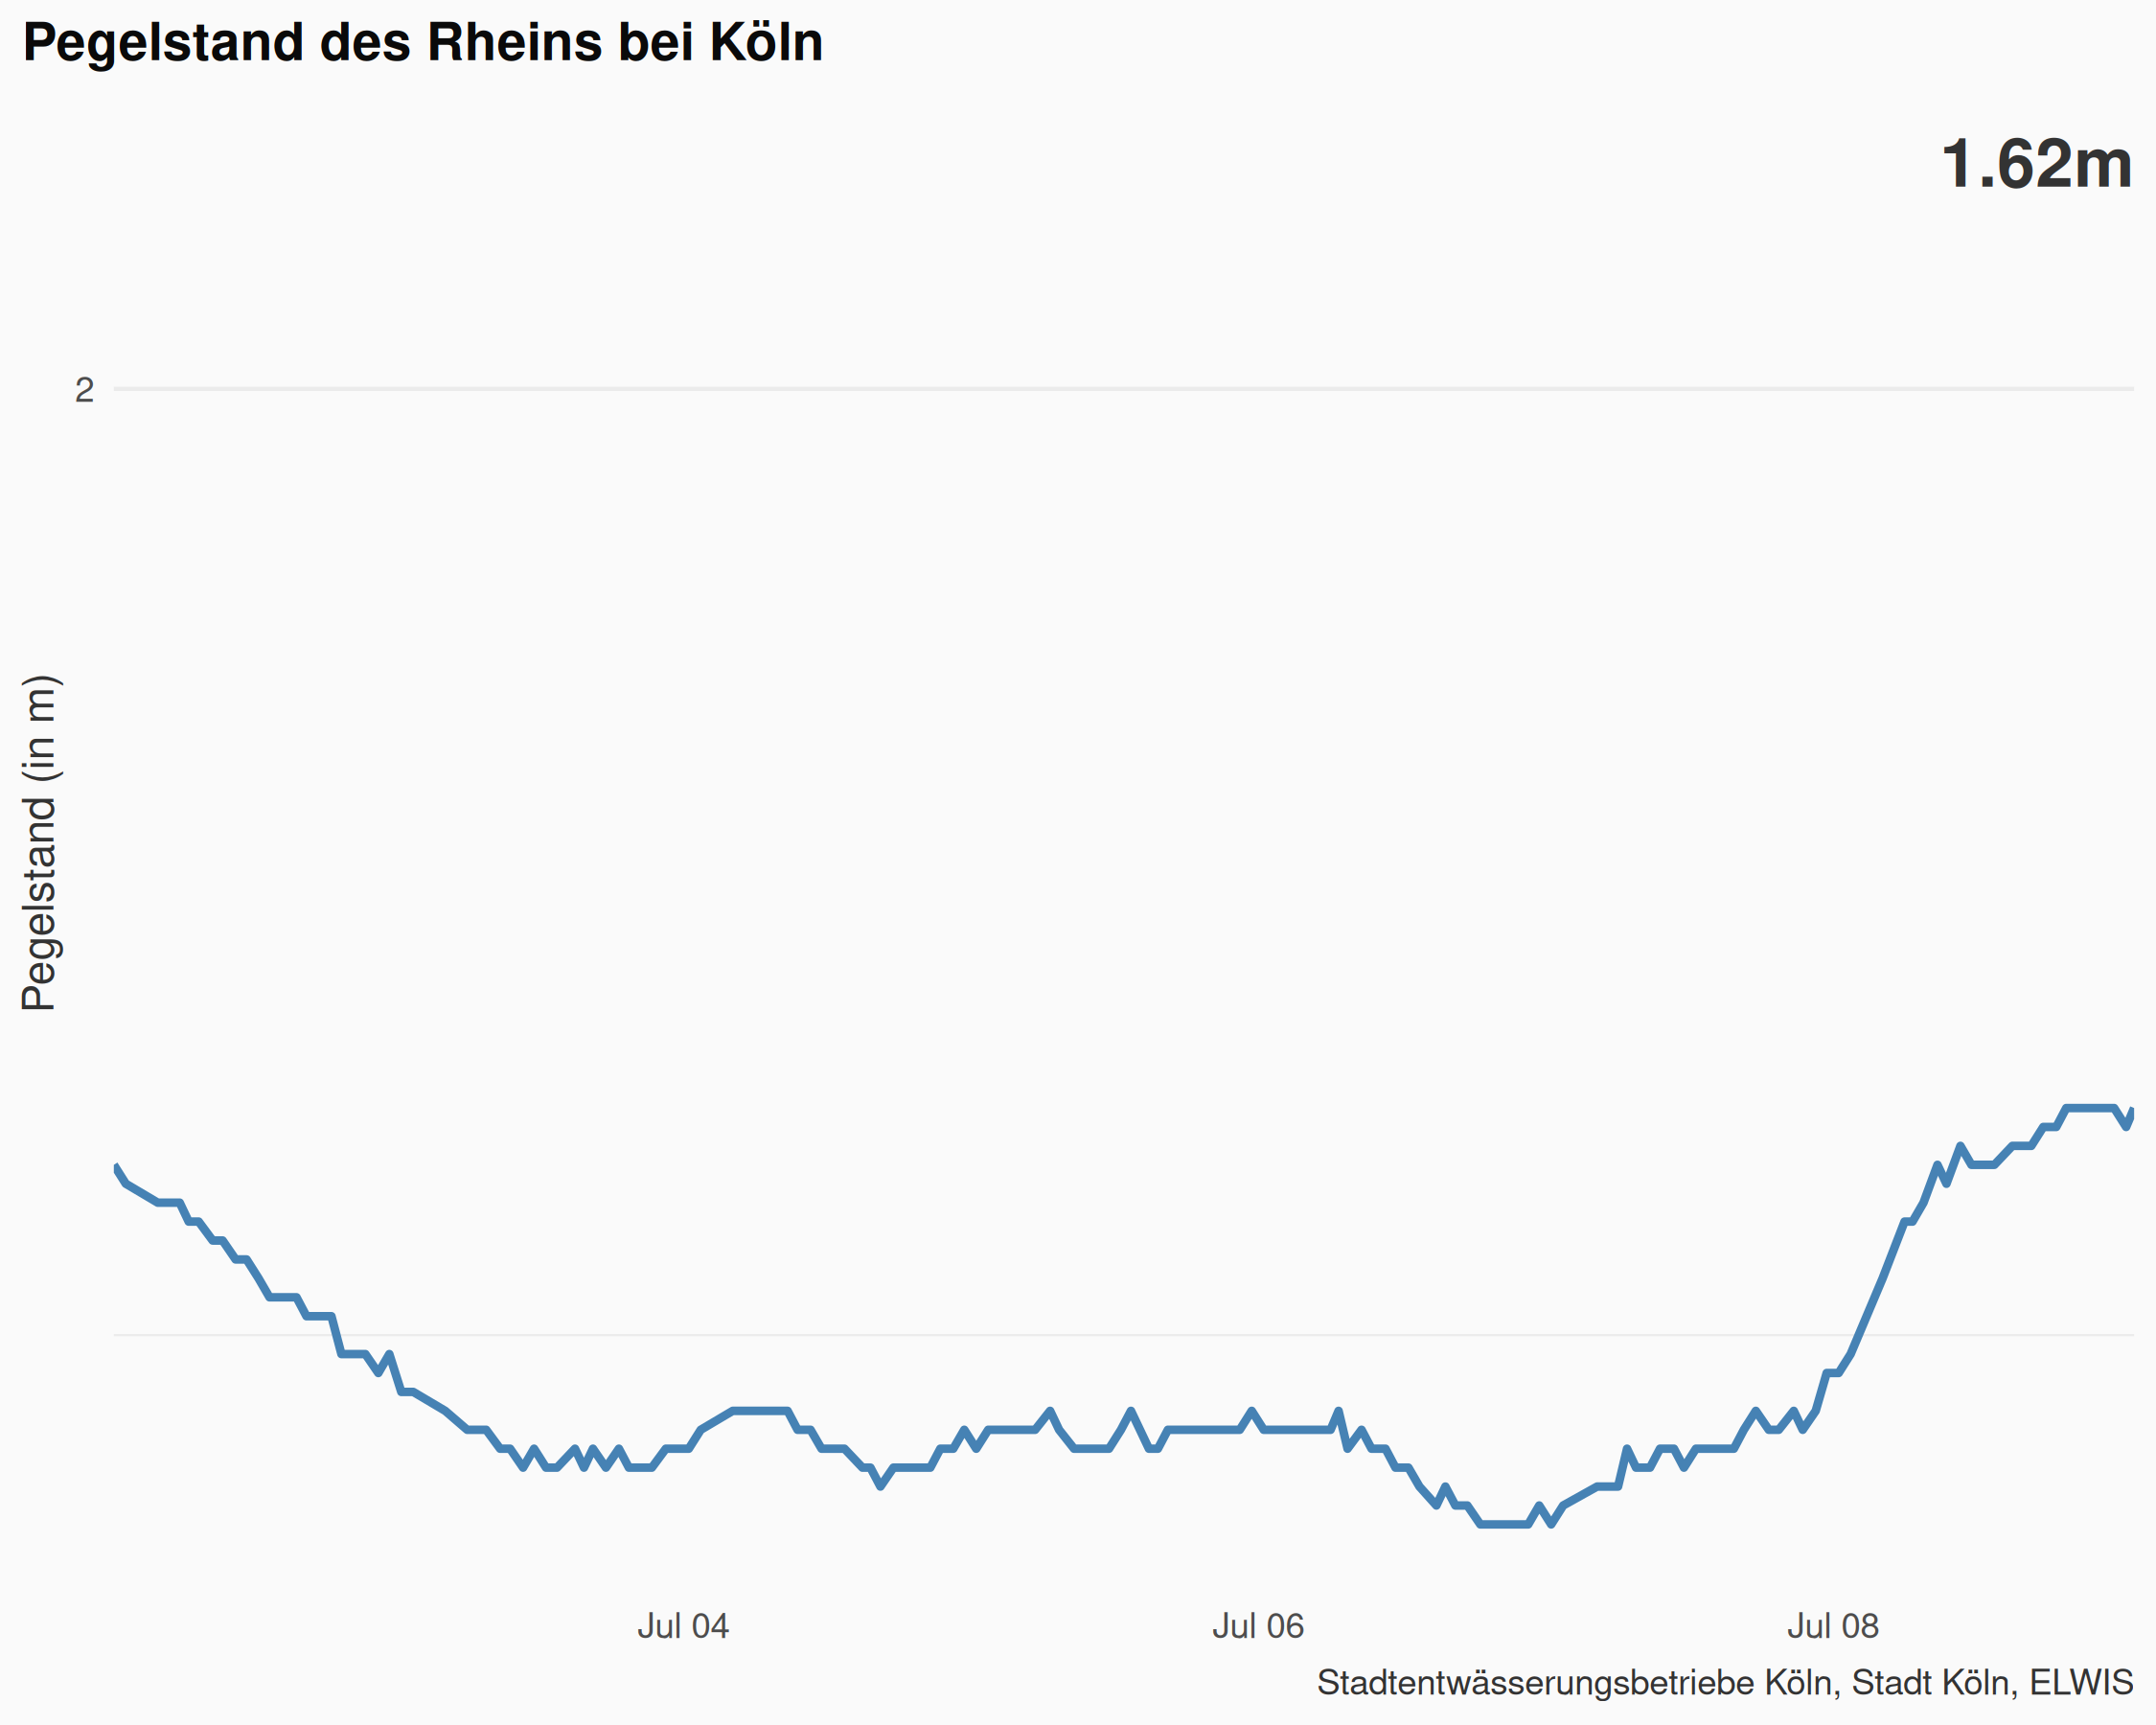 Pegelstand des Rheins bei Köln
1.62m
2
Pegelstand (in m)
Jul 04
Jul 06
Jul 08
Stadtentwässerungsbetriebe Köln, Stadt Köln, ELWIS